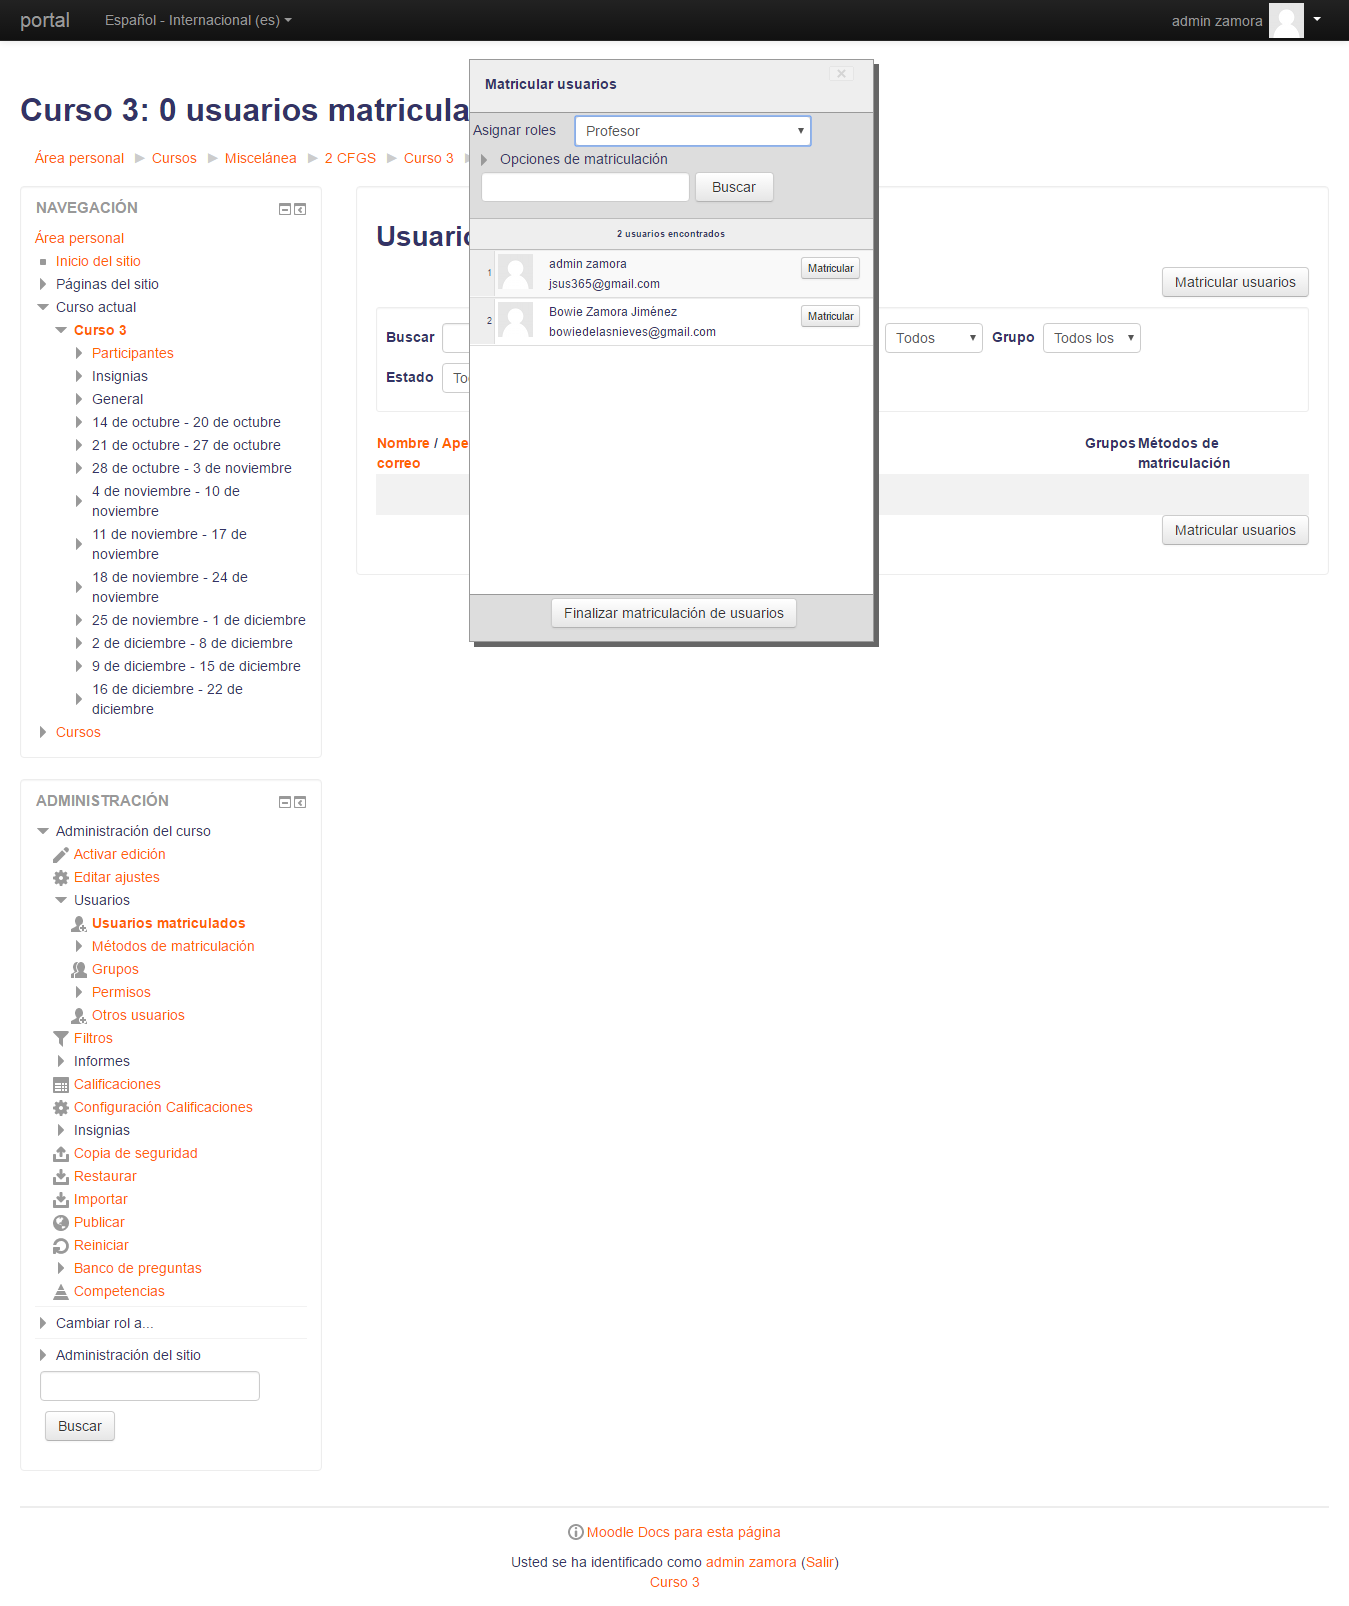 portal
Español - Internacional (es)
admin zamora
Curso 3: 0 usuarios matricula
Área personal
Cursos
Miscelánea
2 CFGS
Curso 3
NAVEGACIÓN
Área personal
Inicio del sitio
Páginas del sitio
Curso actual
Curso 3
Participantes
Insignias
General
14 de octubre - 20 de octubre
21 de octubre - 27 de octubre
28 de octubre - 3 de noviembre
4 de noviembre - 10 de
noviembre
11 de noviembre - 17 de
noviembre
18 de noviembre - 24 de
noviembre
25 de noviembre - 1 de diciembre
2 de diciembre - 8 de diciembre
9 de diciembre - 15 de diciembre
16 de diciembre - 22 de
diciembre
Cursos
ADMINISTRACIÓN
Administración del curso
Activar edición
Editar ajustes
Usuarios
Usuarios matriculados
Métodos de matriculación
Grupos
Permisos
Otros usuarios
Filtros
Informes
Calificaciones
Configuración Calificaciones
Insignias
Copia de seguridad
Restaurar
Importar
Publicar
Reiniciar
Banco de preguntas
Competencias
Cambiar rol a...
Administración del sitio
Buscar
Matricular usuarios
Asignar roles
Profesor
Opciones de matriculación
Buscar
2 usuarios encontrados
1
admin zamora
jsus365@gmail.com
Matricular
2
Bowie Zamora Jiménez
bowiedelasnieves@gmail.com
Matricular
Finalizar matriculación de usuarios
Usuario
Matricular usuarios
Buscar
Todos
Grupo
Todos los
Estado
To
Nombre / Ape
correo
Grupos
Métodos de
matriculación
Matricular usuarios
Moodle Docs para esta página
Usted se ha identificado como admin zamora (Salir)
Curso 3